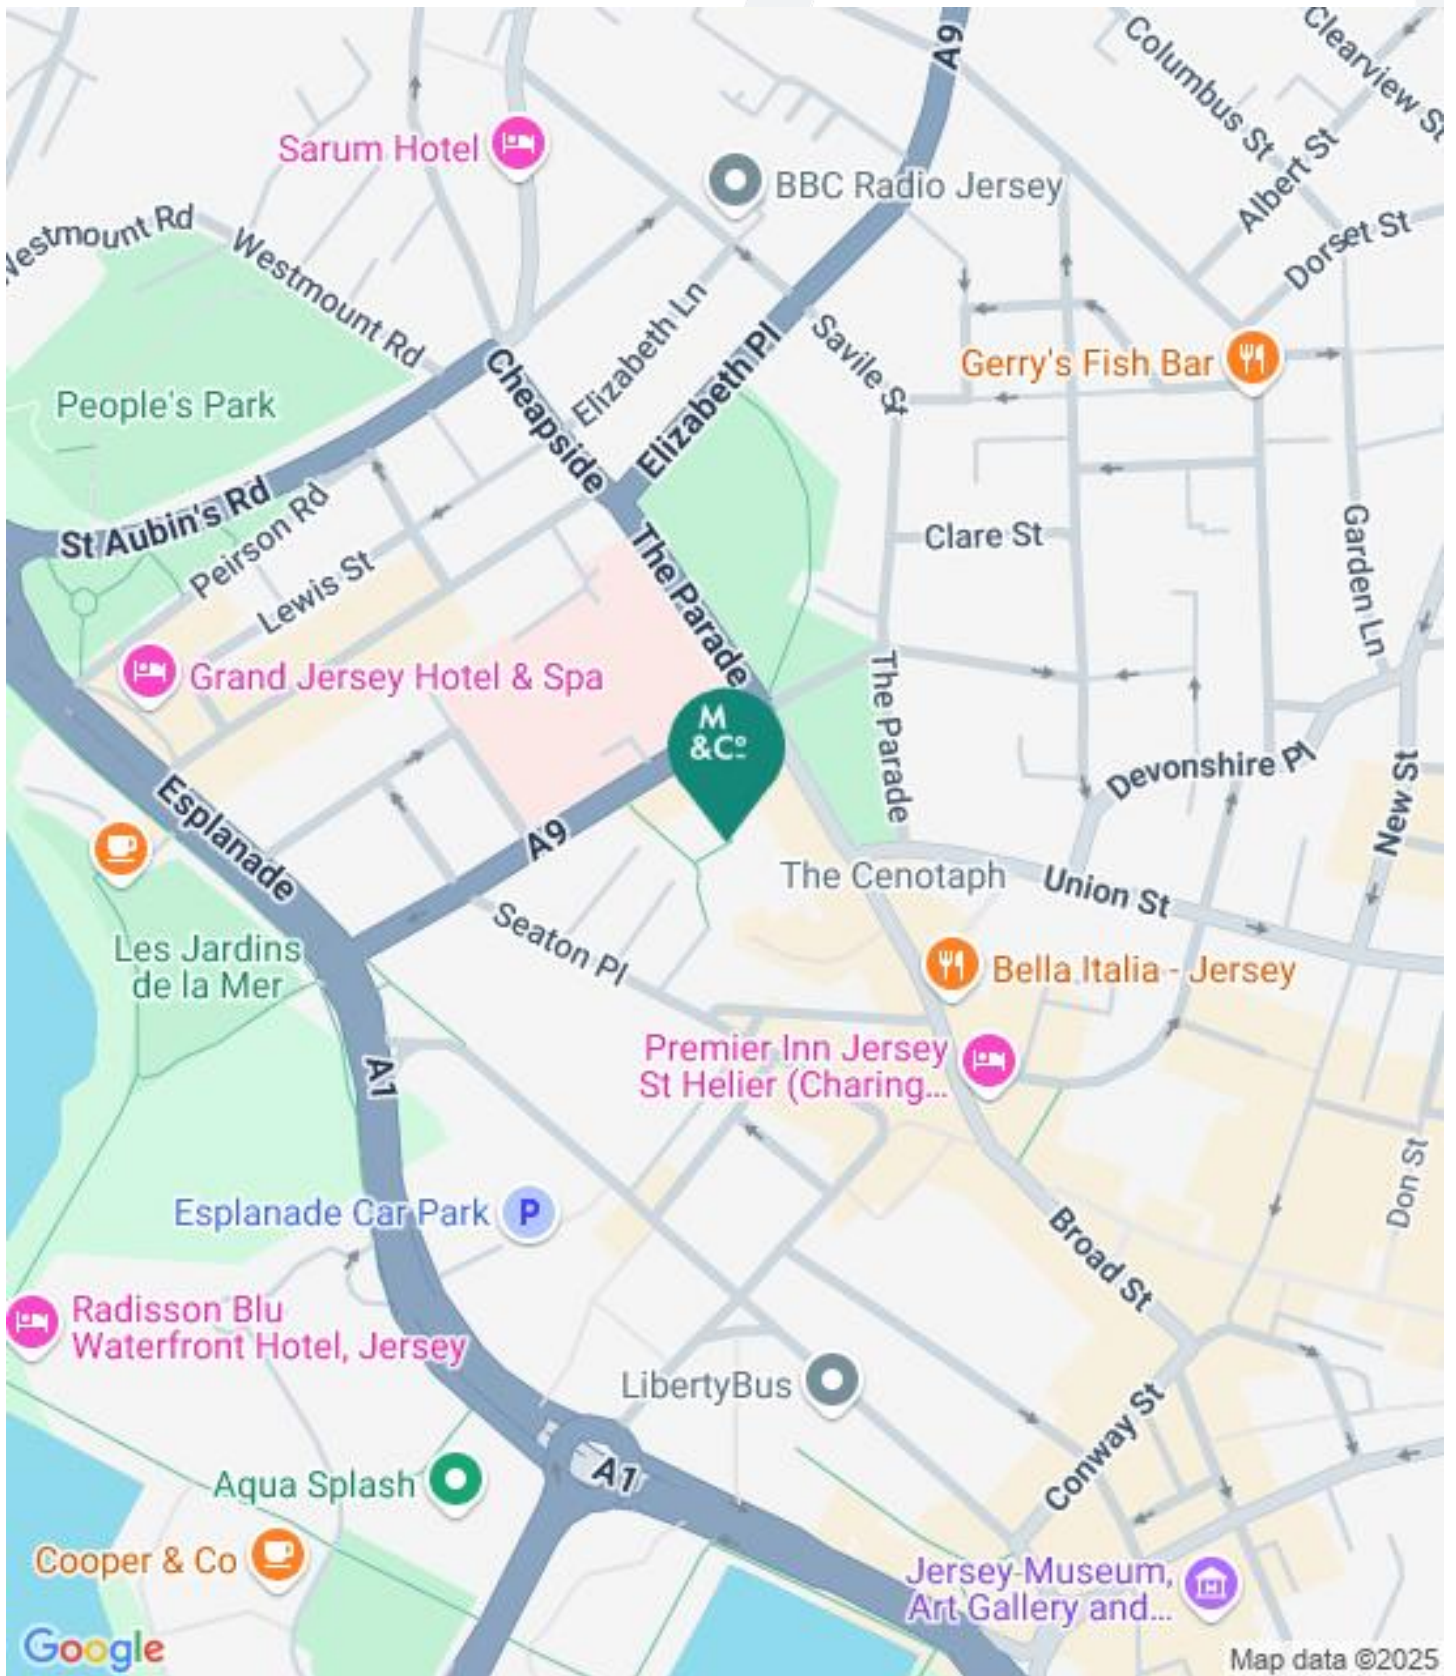 A9
Columbus St
Clearview St
Sarum Hotel
BBC Radio Jersey
Albert St
Westmount Rd
Dorset St
Westmount Rd
Elizabeth Ln
Savile St
Gerry's Fish Bar
Cheapside
Elizabeth Pl
People's Park
St Aubin's Rd
Peirson Rd
The Parade
Clare St
Garden Ln
Lewis St
Grand Jersey Hotel & Spa
The Parade
M
&Cº
Devonshire Pl
New St
Esplanade
A9
The Cenotaph
Union St
Seaton Pl
Les Jardins
de la Mer
Bella Italia - Jersey
A1
Premier Inn Jersey
St Helier (Charing...
Don St
Esplanade Car Park
P
Broad St
Radisson Blu
Waterfront Hotel, Jersey
LibertyBus
Conway St
Aqua Splash
A1
Cooper & Co
Jersey Museum,
Art Gallery and...
Google
Map data ©2025